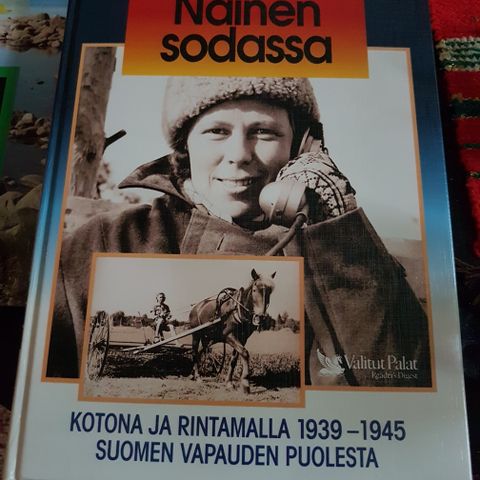 Nainen
sodassa
Valitut Palat
Reader's Digest
KOTONA JA RINTAMALLA 1939–1945
SUOMEN VAPAUDEN PUOLESTA